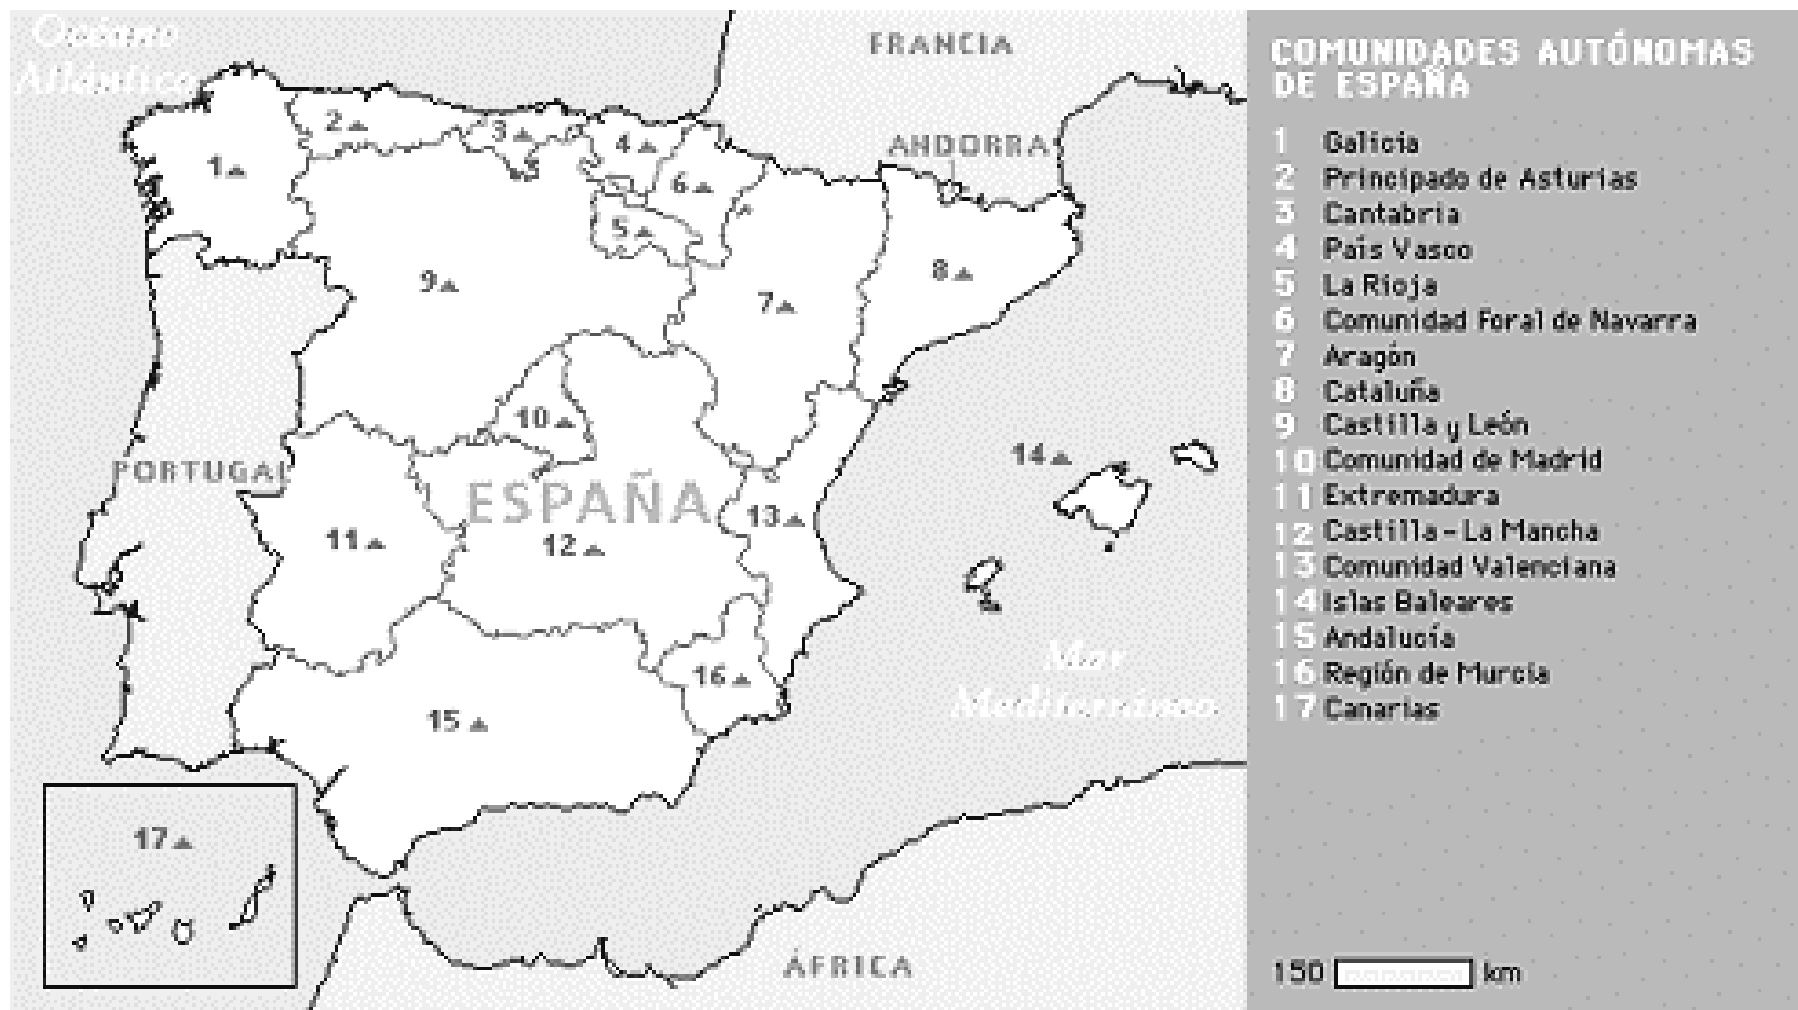 Océano
Atlántico
FRANCIA
ANDORRA
PORTUGAL
ESPAÑA
Mar
Mediterráneo
ÁFRICA
1
2
3
4
5
6
7
8
9
10
11
12
13
14
15
16
17
COMUNIDADES AUTÓNOMAS
DE ESPAÑA
1 Galicia
2 Principado de Asturias
3 Cantabria
4 País Vasco
5 La Rioja
6 Comunidad Foral de Navarra
7 Aragón
8 Cataluña
9 Castilla y León
10 Comunidad de Madrid
11 Extremadura
12 Castilla - La Mancha
13 Comunidad Valenciana
14 Islas Baleares
15 Andalucía
16 Región de Murcia
17 Canarias
150 km